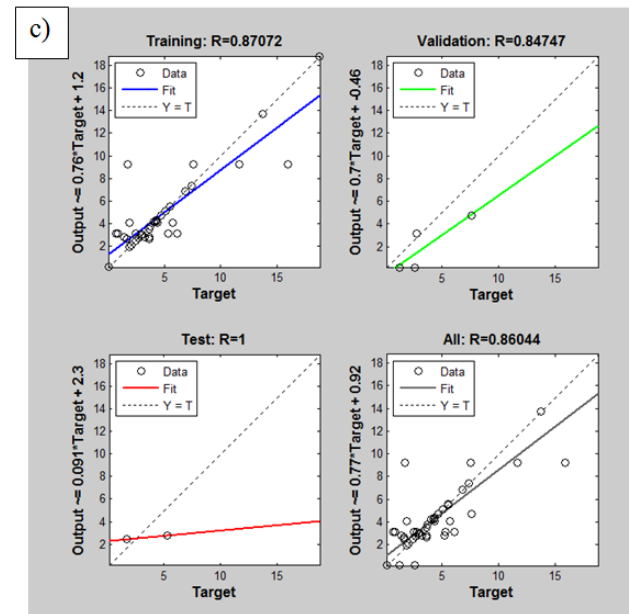 c)
Training: R=0.87072
Output ~= 0.76*Target + 1.2
18
16
14
12
10
8
6
4
2
Data
Fit
Y = T
5
10
15
Target
Validation: R=0.84747
Output ~= 0.7*Target + -0.46
18
16
14
12
10
8
6
4
2
Data
Fit
Y = T
5
10
15
Target
Test: R=1
Output ~= 0.091*Target + 2.3
18
16
14
12
10
8
6
4
2
Data
Fit
Y = T
5
10
15
Target
All: R=0.86044
Output ~= 0.77*Target + 0.92
18
16
14
12
10
8
6
4
2
Data
Fit
Y = T
5
10
15
Target